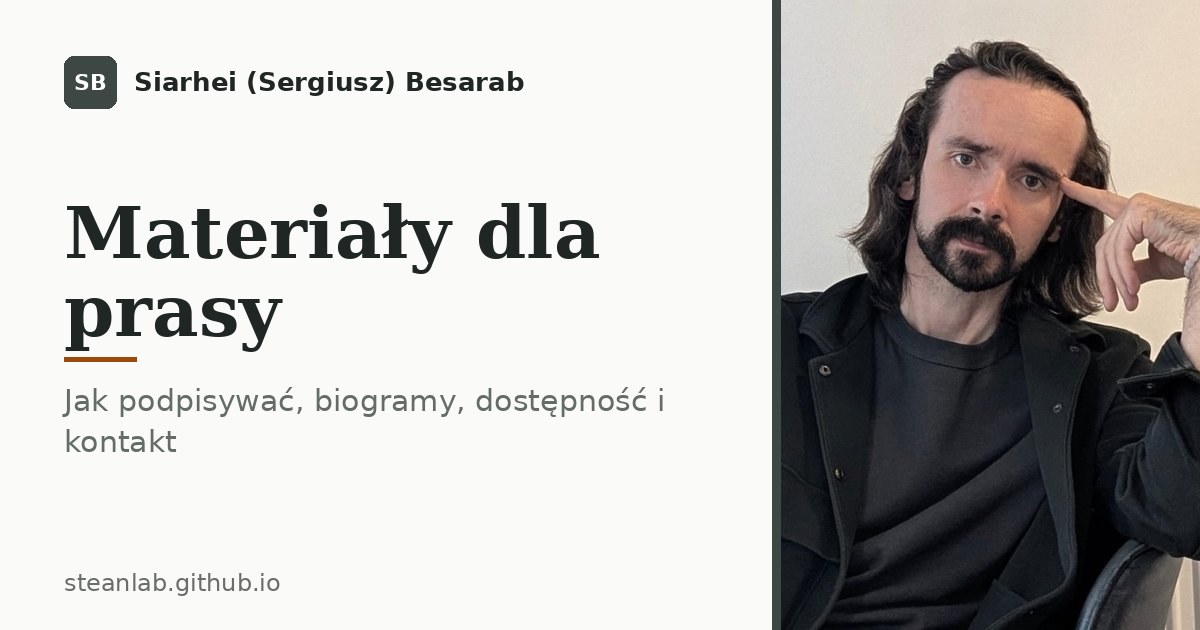 SB
Siarhei (Sergiusz) Besarab
Materiały dla
prasy
Jak podpisywać, biogramy, dostępność i
kontakt
steanlab.github.io